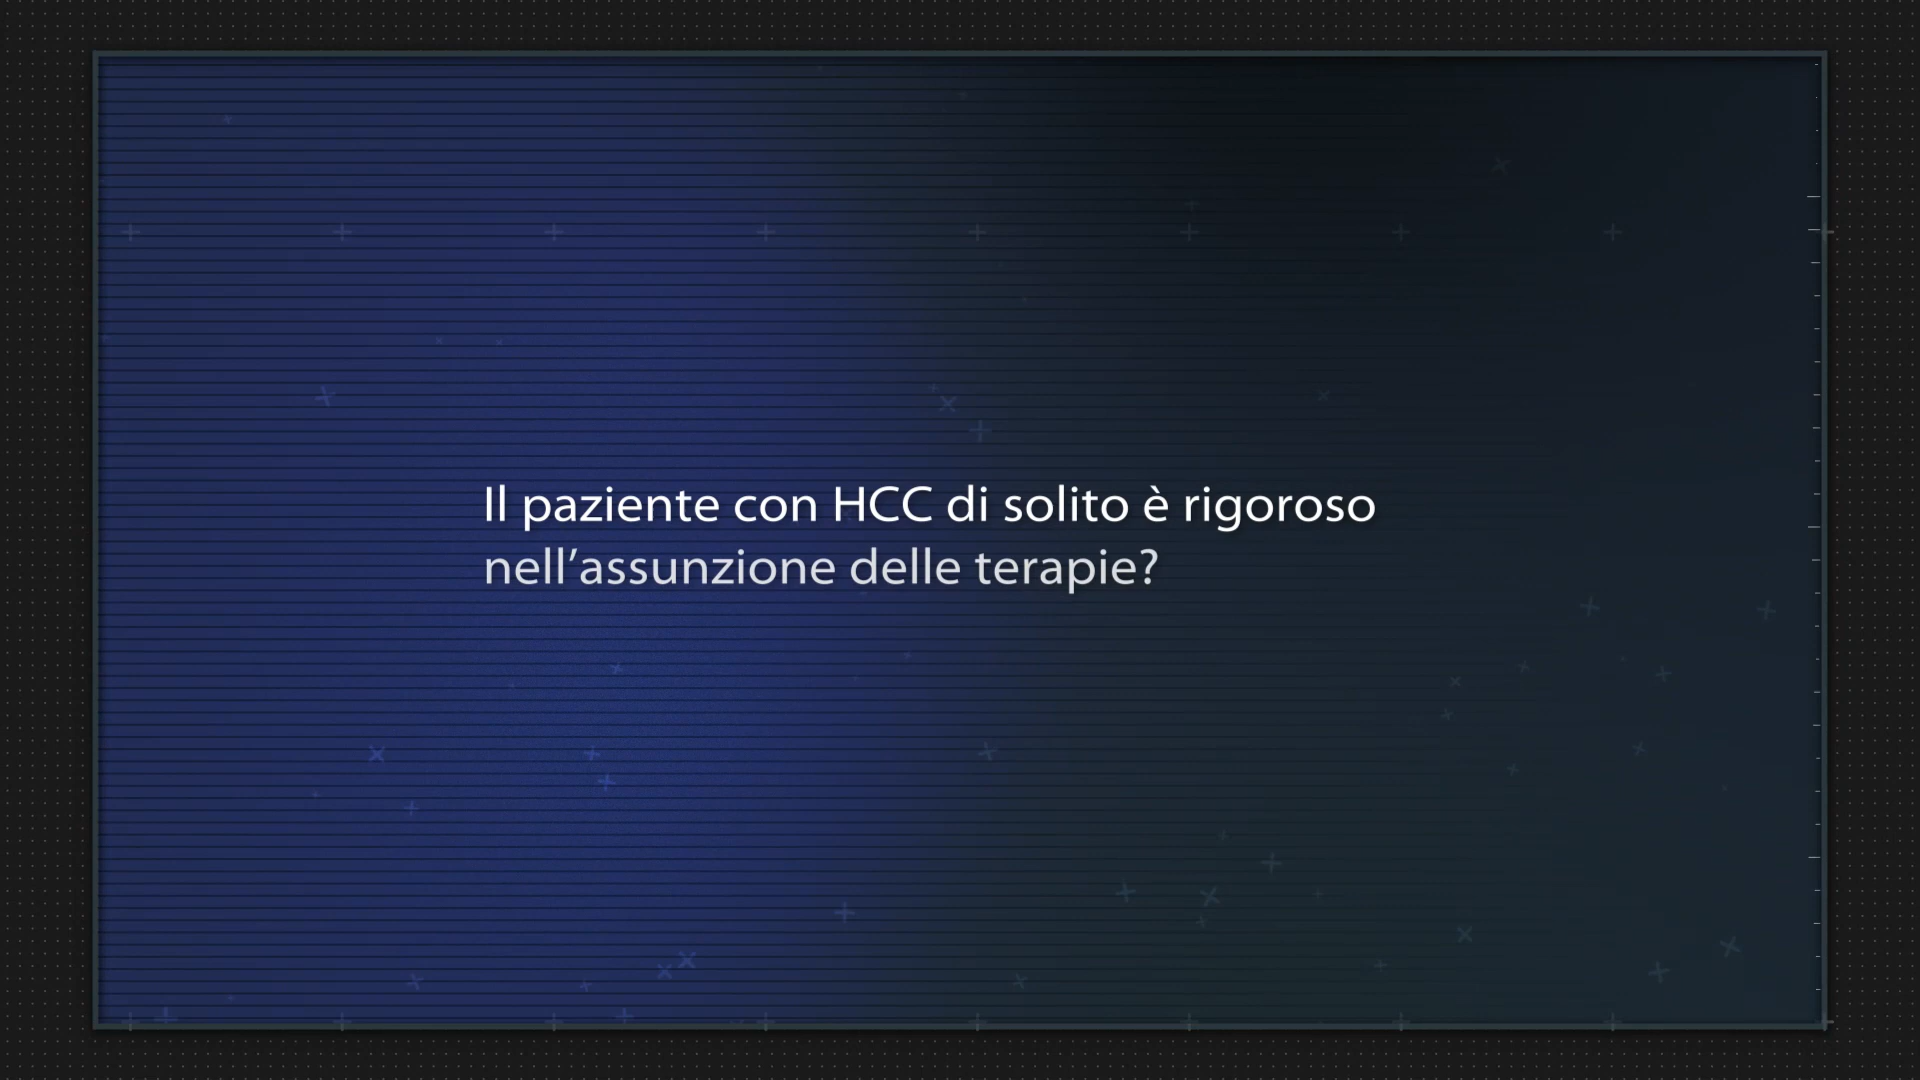 Il paziente con HCC di solito è rigoroso
nell’assunzione delle terapie?